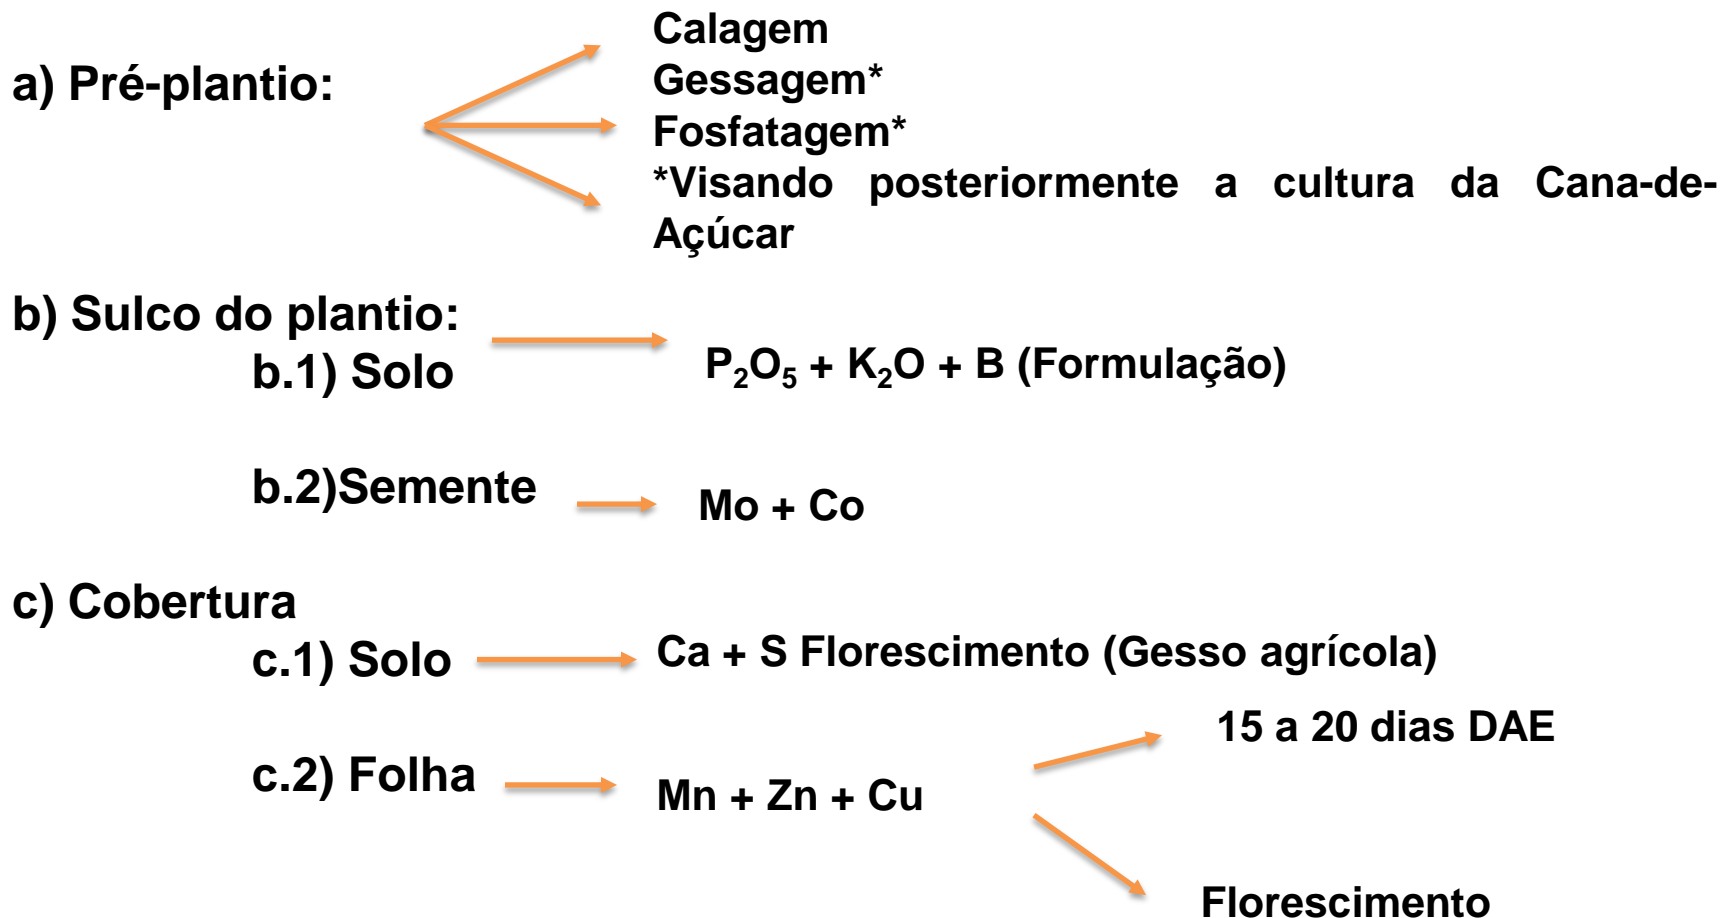 a) Pré-plantio:
Calagem
Gessagem*
Fosfatagem*
*Visando posteriormente a cultura da Cana-de-
Açúcar
b) Sulco do plantio:
b.1) Solo
P₂O₅ + K₂O + B (Formulação)
b.2)Semente
Mo + Co
c) Cobertura
c.1) Solo
Ca + S Florescimento (Gesso agrícola)
c.2) Folha
Mn + Zn + Cu
15 a 20 dias DAE
Florescimento